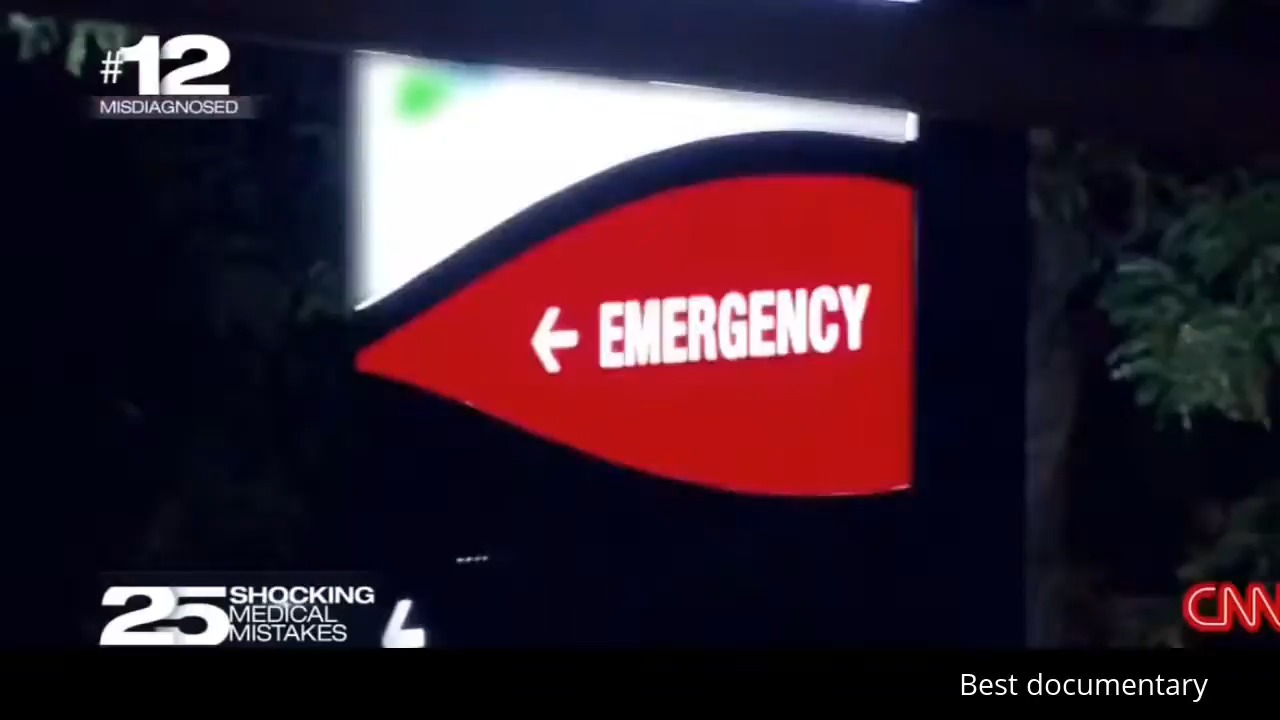 #12
MISDIAGNOSED
← EMERGENCY
25 SHOCKING
MEDICAL
MISTAKES
CNN
Best documentary